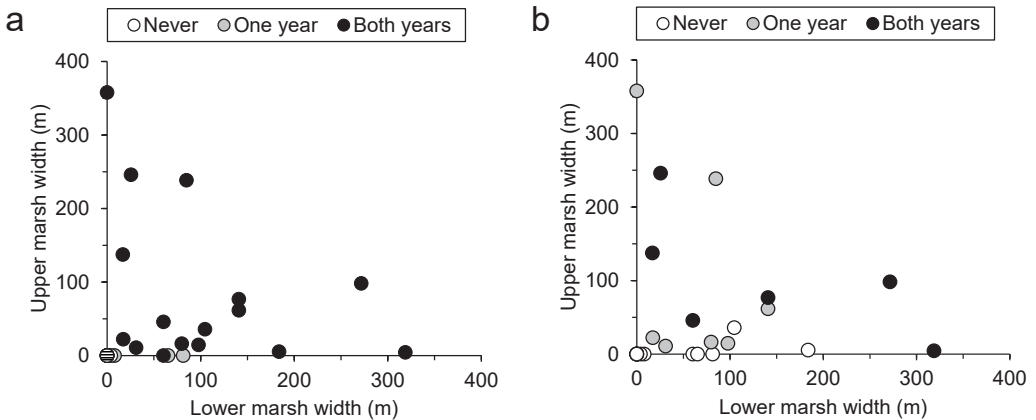 a
Never One year Both years
Upper marsh width (m)
400
300
200
100
0
0 100 200 300 400
Lower marsh width (m)
b
Never One year Both years
Upper marsh width (m)
400
300
200
100
0
0 100 200 300 400
Lower marsh width (m)